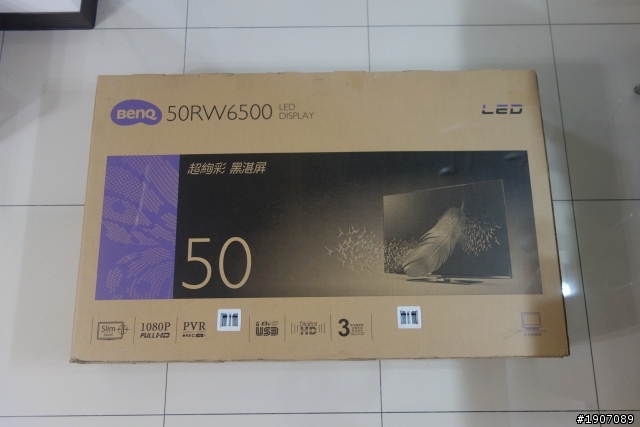 BenQ 50RW6500 LED DISPLAY
LED
超絢彩 黑湛屏
50
Slim
1080P FULL HD
PVR
USB
Digital HD
3
#1907089